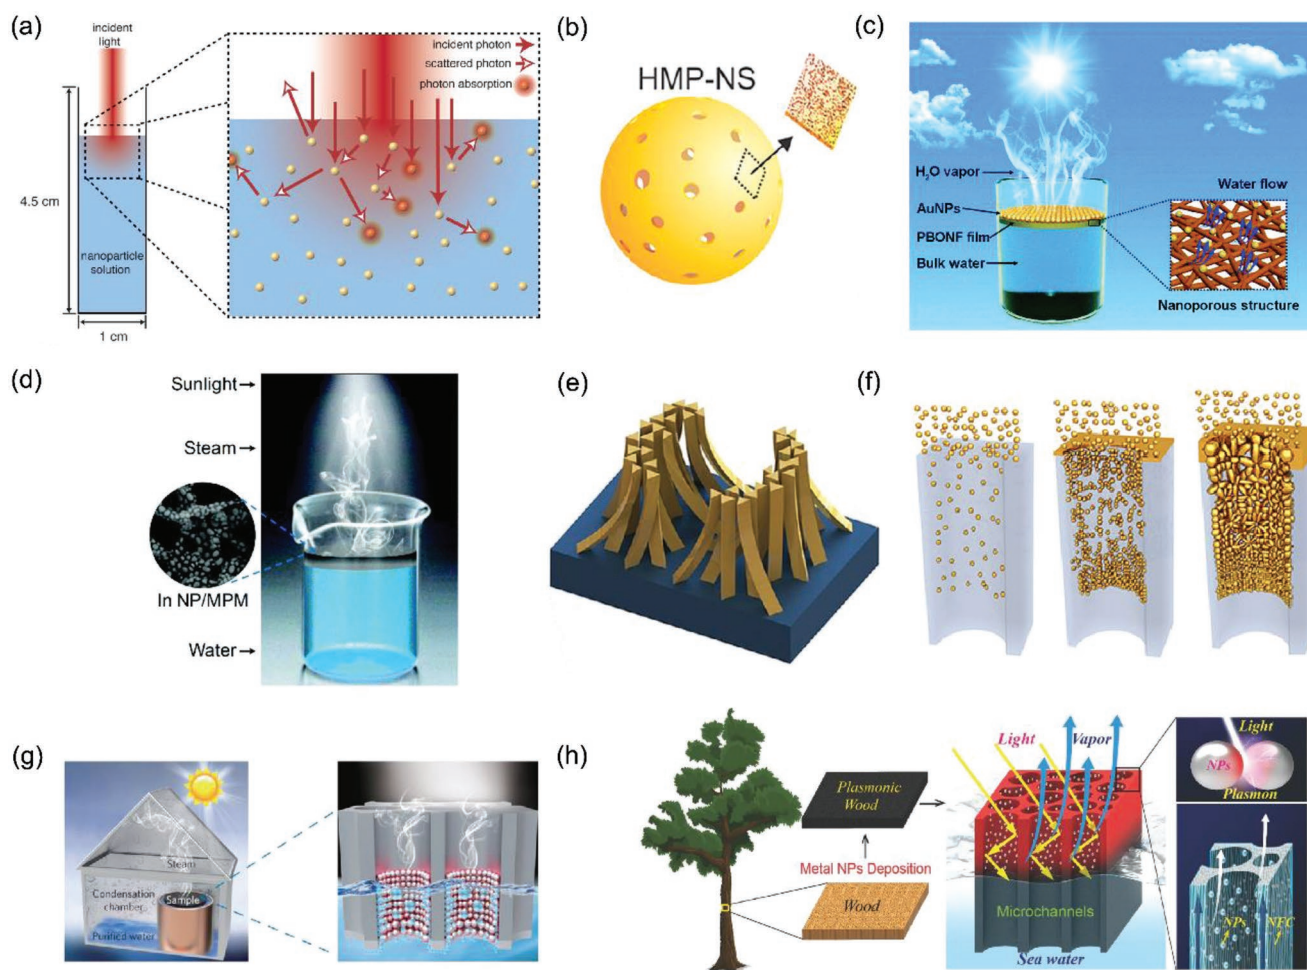 (a)
incident
light
incident photon
scattered photon
photon absorption
4.5 cm
nanoparticle
solution
1 cm
(b)
HMP-NS
(c)
H2O vapor
AuNPs
PBONF film
Bulk water
Water flow
Nanoporous structure
(d)
Sunlight
Steam
In NP/MPM
Water
(e)
(f)
(g)
Steam
Condensation
chamber
Sample
Purified water
(h)
Plasmonic
Wood
Metal NPs Deposition
Wood
Light
Vapor
Microchannels
Sea water
Light
NPs
Plasmon
NPs
NFC